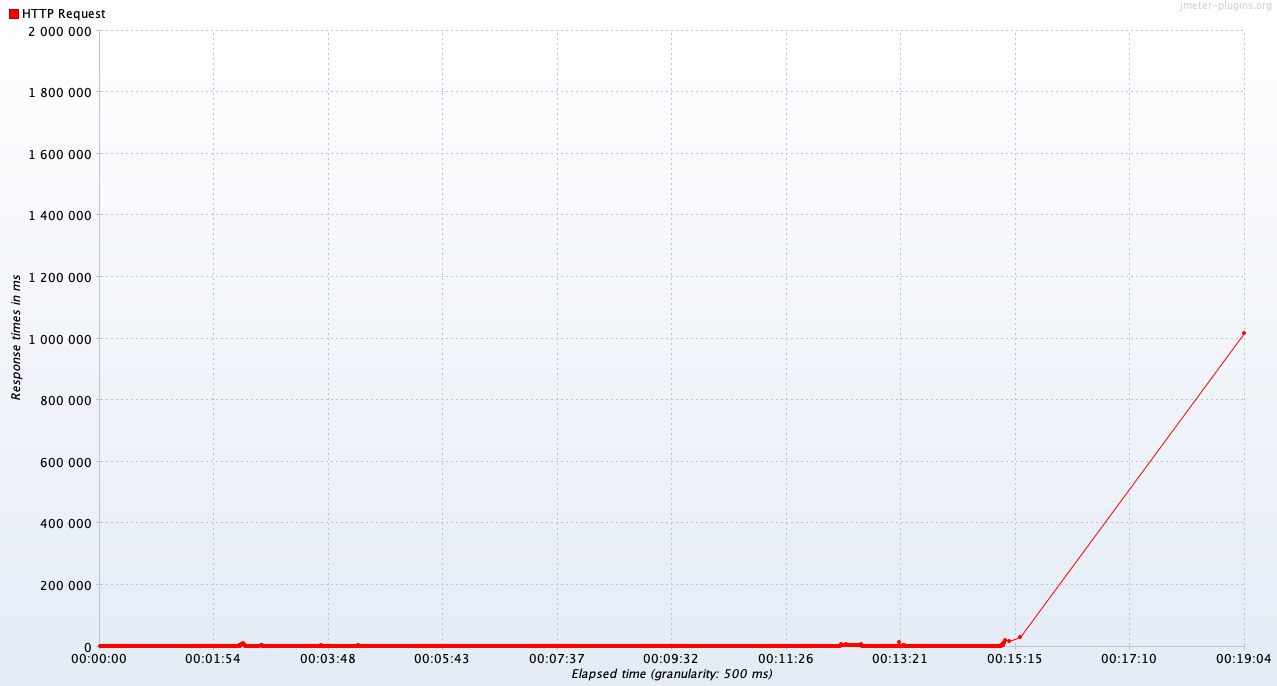 jmeter-plugins.org
HTTP Request
2 000 000
1 800 000
1 600 000
1 400 000
1 200 000
1 000 000
800 000
600 000
400 000
200 000
0
Response times in ms
00:00:00 00:01:54 00:03:48 00:05:43 00:07:37 00:09:32 00:11:26 00:13:21 00:15:15 00:17:10 00:19:04
Elapsed time (granularity: 500 ms)